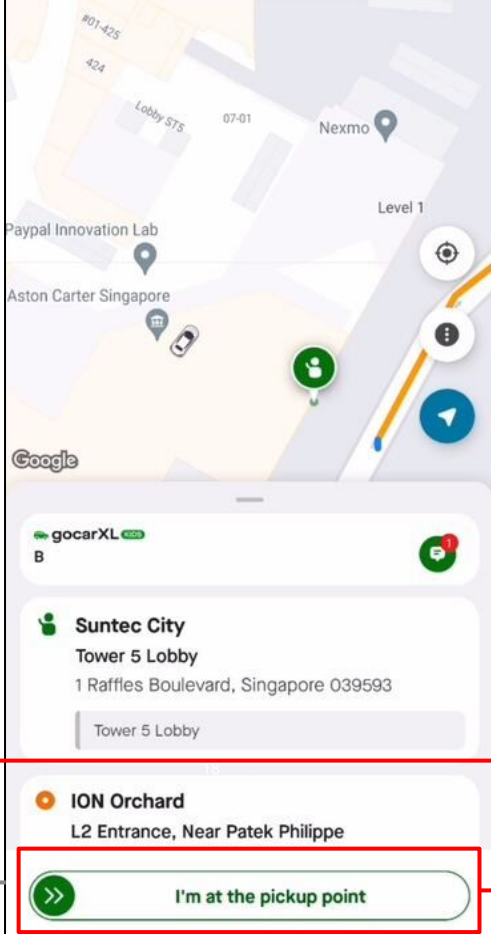 #01-425
424
Lobby ST5
07-01
Nexmo
Level 1
Paypal Innovation Lab
Aston Carter Singapore
Google
gocarXL KIDS
B
1
Suntec City
Tower 5 Lobby
1 Raffles Boulevard, Singapore 039593
Tower 5 Lobby
ION Orchard
L2 Entrance, Near Patek Philippe
I'm at the pickup point